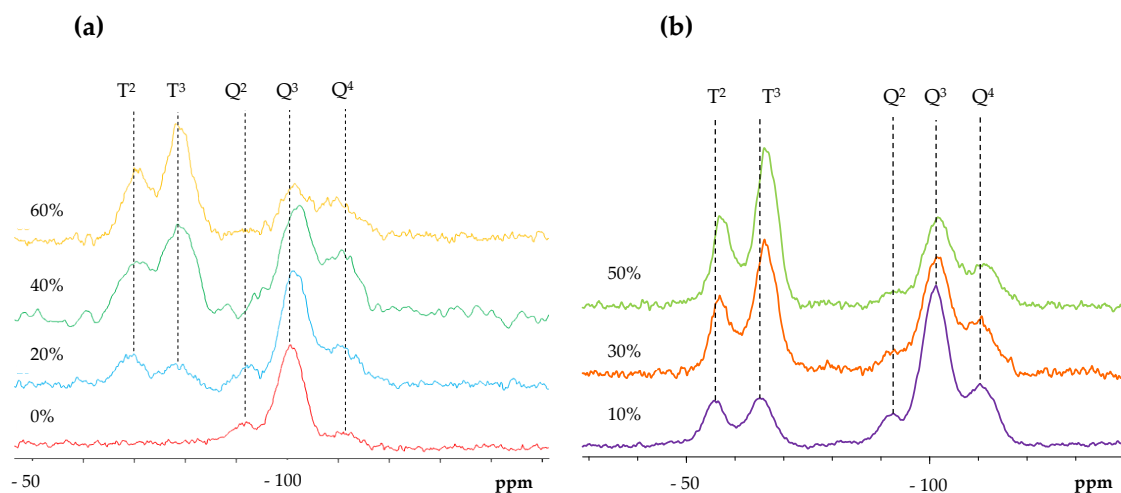 (a)
T² T³ Q² Q³ Q⁴
60%
40%
20%
0%
- 50 - 100 ppm
(b)
T² T³ Q² Q³ Q⁴
50%
30%
10%
- 50 - 100 ppm